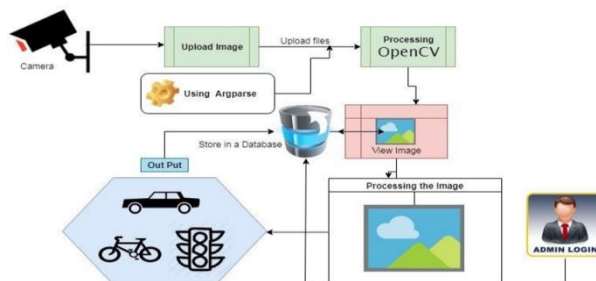 Camera
Upload Image
Upload files
Processing
OpenCV
Using Argparse
Store in a Database
View Image
Out Put
Processing the Image
ADMIN LOGIN